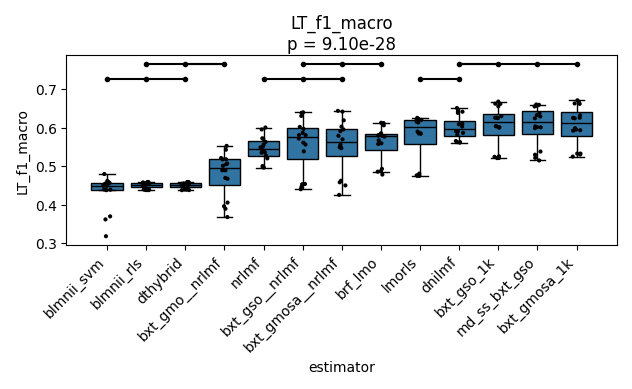 LT_f1_macro
p = 9.10e-28
LT_f1_macro
0.7
0.6
0.5
0.4
0.3
blmnii_svm
blmnii_rls
dthybrid
bxt_gmo__nrlmf
nrlmf
bxt_gso__nrlmf
bxt_gmosa__nrlmf
brf_lmo
lmorls
dnilmf
bxt_gso_1k
md_ss_bxt_gso
bxt_gmosa_1k
estimator